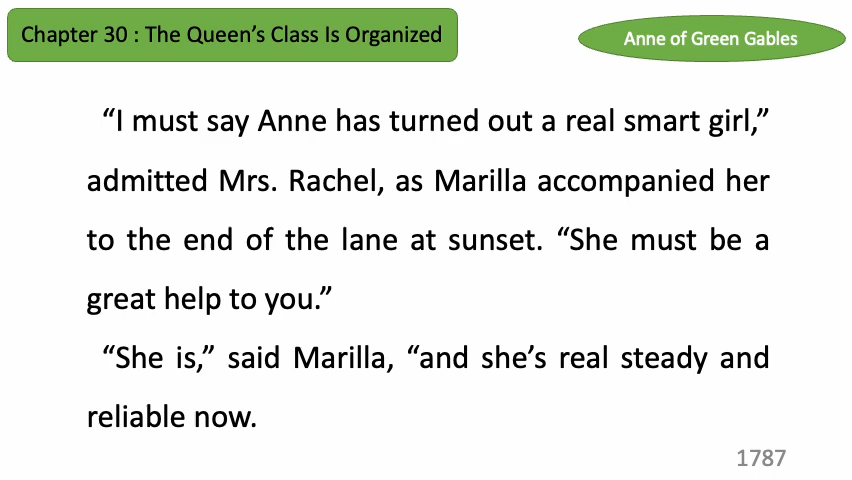 Chapter 30 : The Queen’s Class Is Organized
Anne of Green Gables
“I must say Anne has turned out a real smart girl,”
admitted Mrs. Rachel, as Marilla accompanied her
to the end of the lane at sunset. “She must be a
great help to you.”
“She is,” said Marilla, “and she’s real steady and
reliable now.
1787